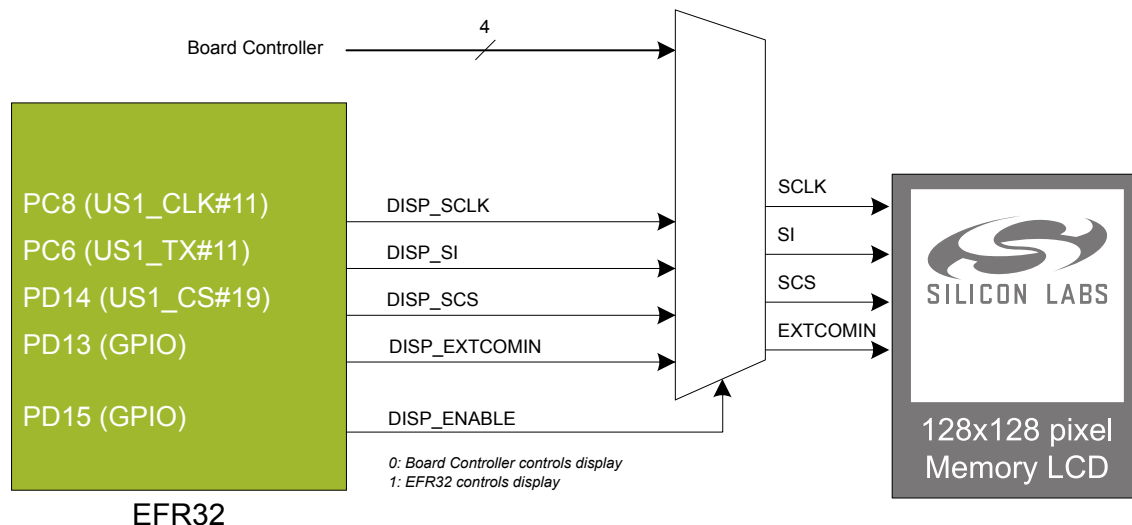 4
Board Controller
PC8 (US1_CLK#11)
PC6 (US1_TX#11)
PD14 (US1_CS#19)
PD13 (GPIO)
PD15 (GPIO)
EFR32
DISP_SCLK
DISP_SI
DISP_SCS
DISP_EXTCOMIN
DISP_ENABLE
0: Board Controller controls display
1: EFR32 controls display
SCLK
SI
SCS
EXTCOMIN
SILICON LABS
128x128 pixel
Memory LCD